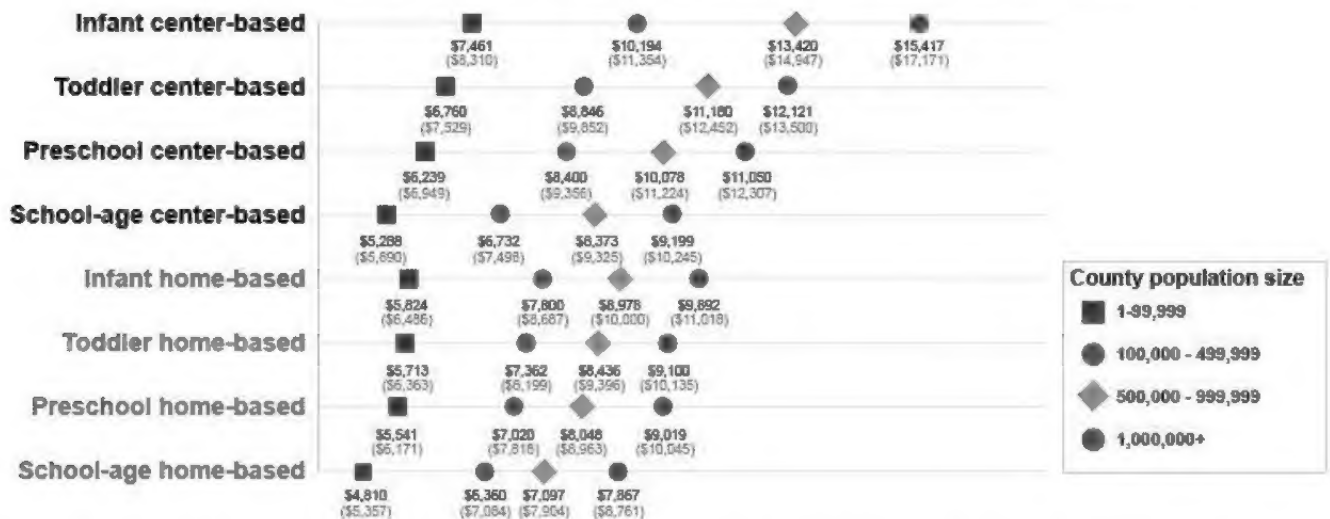 Infant center-based
$7,461 $10,194 $13,420 $15,417
($8,310) ($11,354) ($14,947) ($17,171)
Toddler center-based
$6,760 $8,846 $11,180 $12,121
($7,529) ($9,852) ($12,452) ($13,500)
Preschool center-based
$6,239 $8,400 $10,078 $11,050
($6,949) ($9,356) ($11,224) ($12,307)
School-age center-based
$5,288 $6,732 $8,373 $9,199
($5,890) ($7,498) ($9,325) ($10,245)
Infant home-based
$5,824 $7,800 $8,978 $9,892
($6,486) ($8,687) ($10,000) ($11,018)
Toddler home-based
$5,713 $7,362 $8,436 $9,100
($6,363) ($8,199) ($9,396) ($10,135)
Preschool home-based
$5,541 $7,020 $8,048 $9,019
($6,171) ($7,818) ($8,963) ($10,045)
School-age home-based
$4,810 $6,360 $7,097 $7,867
($5,357) ($7,084) ($7,904) ($8,761)
County population size
1-99,999
100,000 - 499,999
500,000 - 999,999
1,000,000+